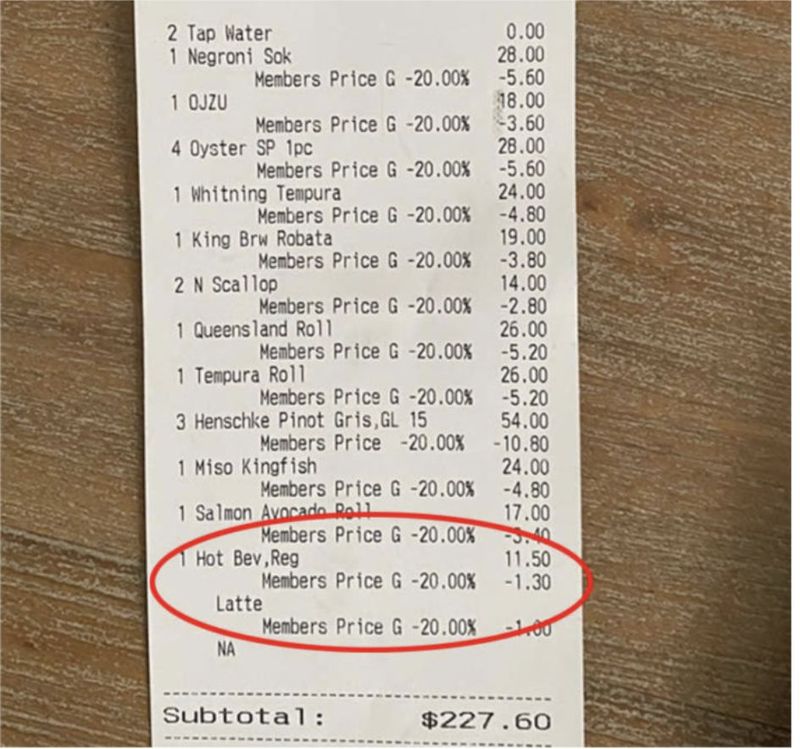 2 Tap Water 0.00
1 Negroni Sok 28.00
Members Price G -20.00% -5.60
1 OJZU 18.00
Members Price G -20.00% -3.60
4 Oyster SP 1pc 28.00
Members Price G -20.00% -5.60
1 Whitning Tempura 24.00
Members Price G -20.00% -4.80
1 King Brw Robata 19.00
Members Price G -20.00% -3.80
2 N Scallop 14.00
Members Price G -20.00% -2.80
1 Queensland Roll 26.00
Members Price G -20.00% -5.20
1 Tempura Roll 26.00
Members Price G -20.00% -5.20
3 Henschke Pinot Gris,GL 15 54.00
Members Price -20.00% -10.80
1 Miso Kingfish 24.00
Members Price G -20.00% -4.80
1 Salmon Avocado Roll 17.00
Members Price G -20.00% -3.40
1 Hot Bev,Reg 11.50
Members Price G -20.00% -1.30
Latte
Members Price G -20.00% -1.00
NA
Subtotal: $227.60